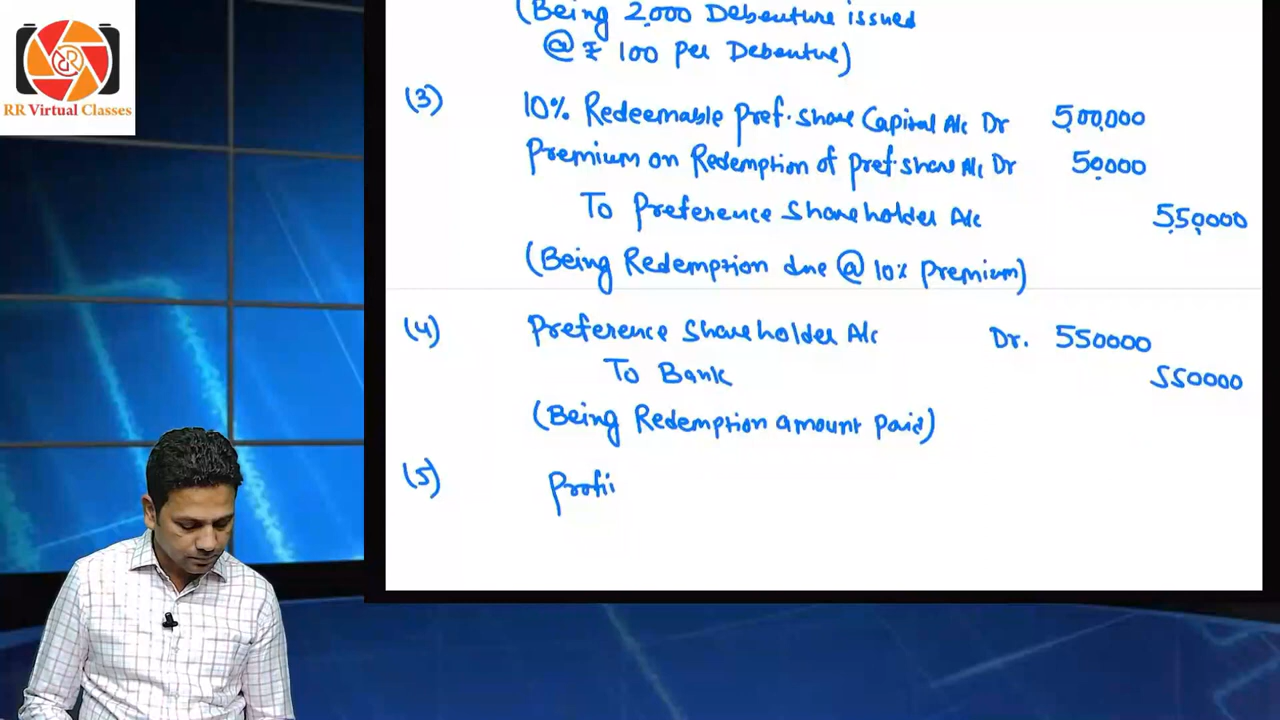 RR Virtual Classes
(Being 2,000 Debenture issued
@ ₹ 100 per Debenture)
(3) 10% Redeemable Pref. Share Capital A/c Dr 5,00,000
Premium on Redemption of Pref. share A/c Dr 50,000
To Preference Shareholder A/c 5,50,000
(Being Redemption due @ 10% Premium)
(4) Preference Shareholder A/c Dr. 550000
To Bank 550000
(Being Redemption amount Paid)
(5) Profi